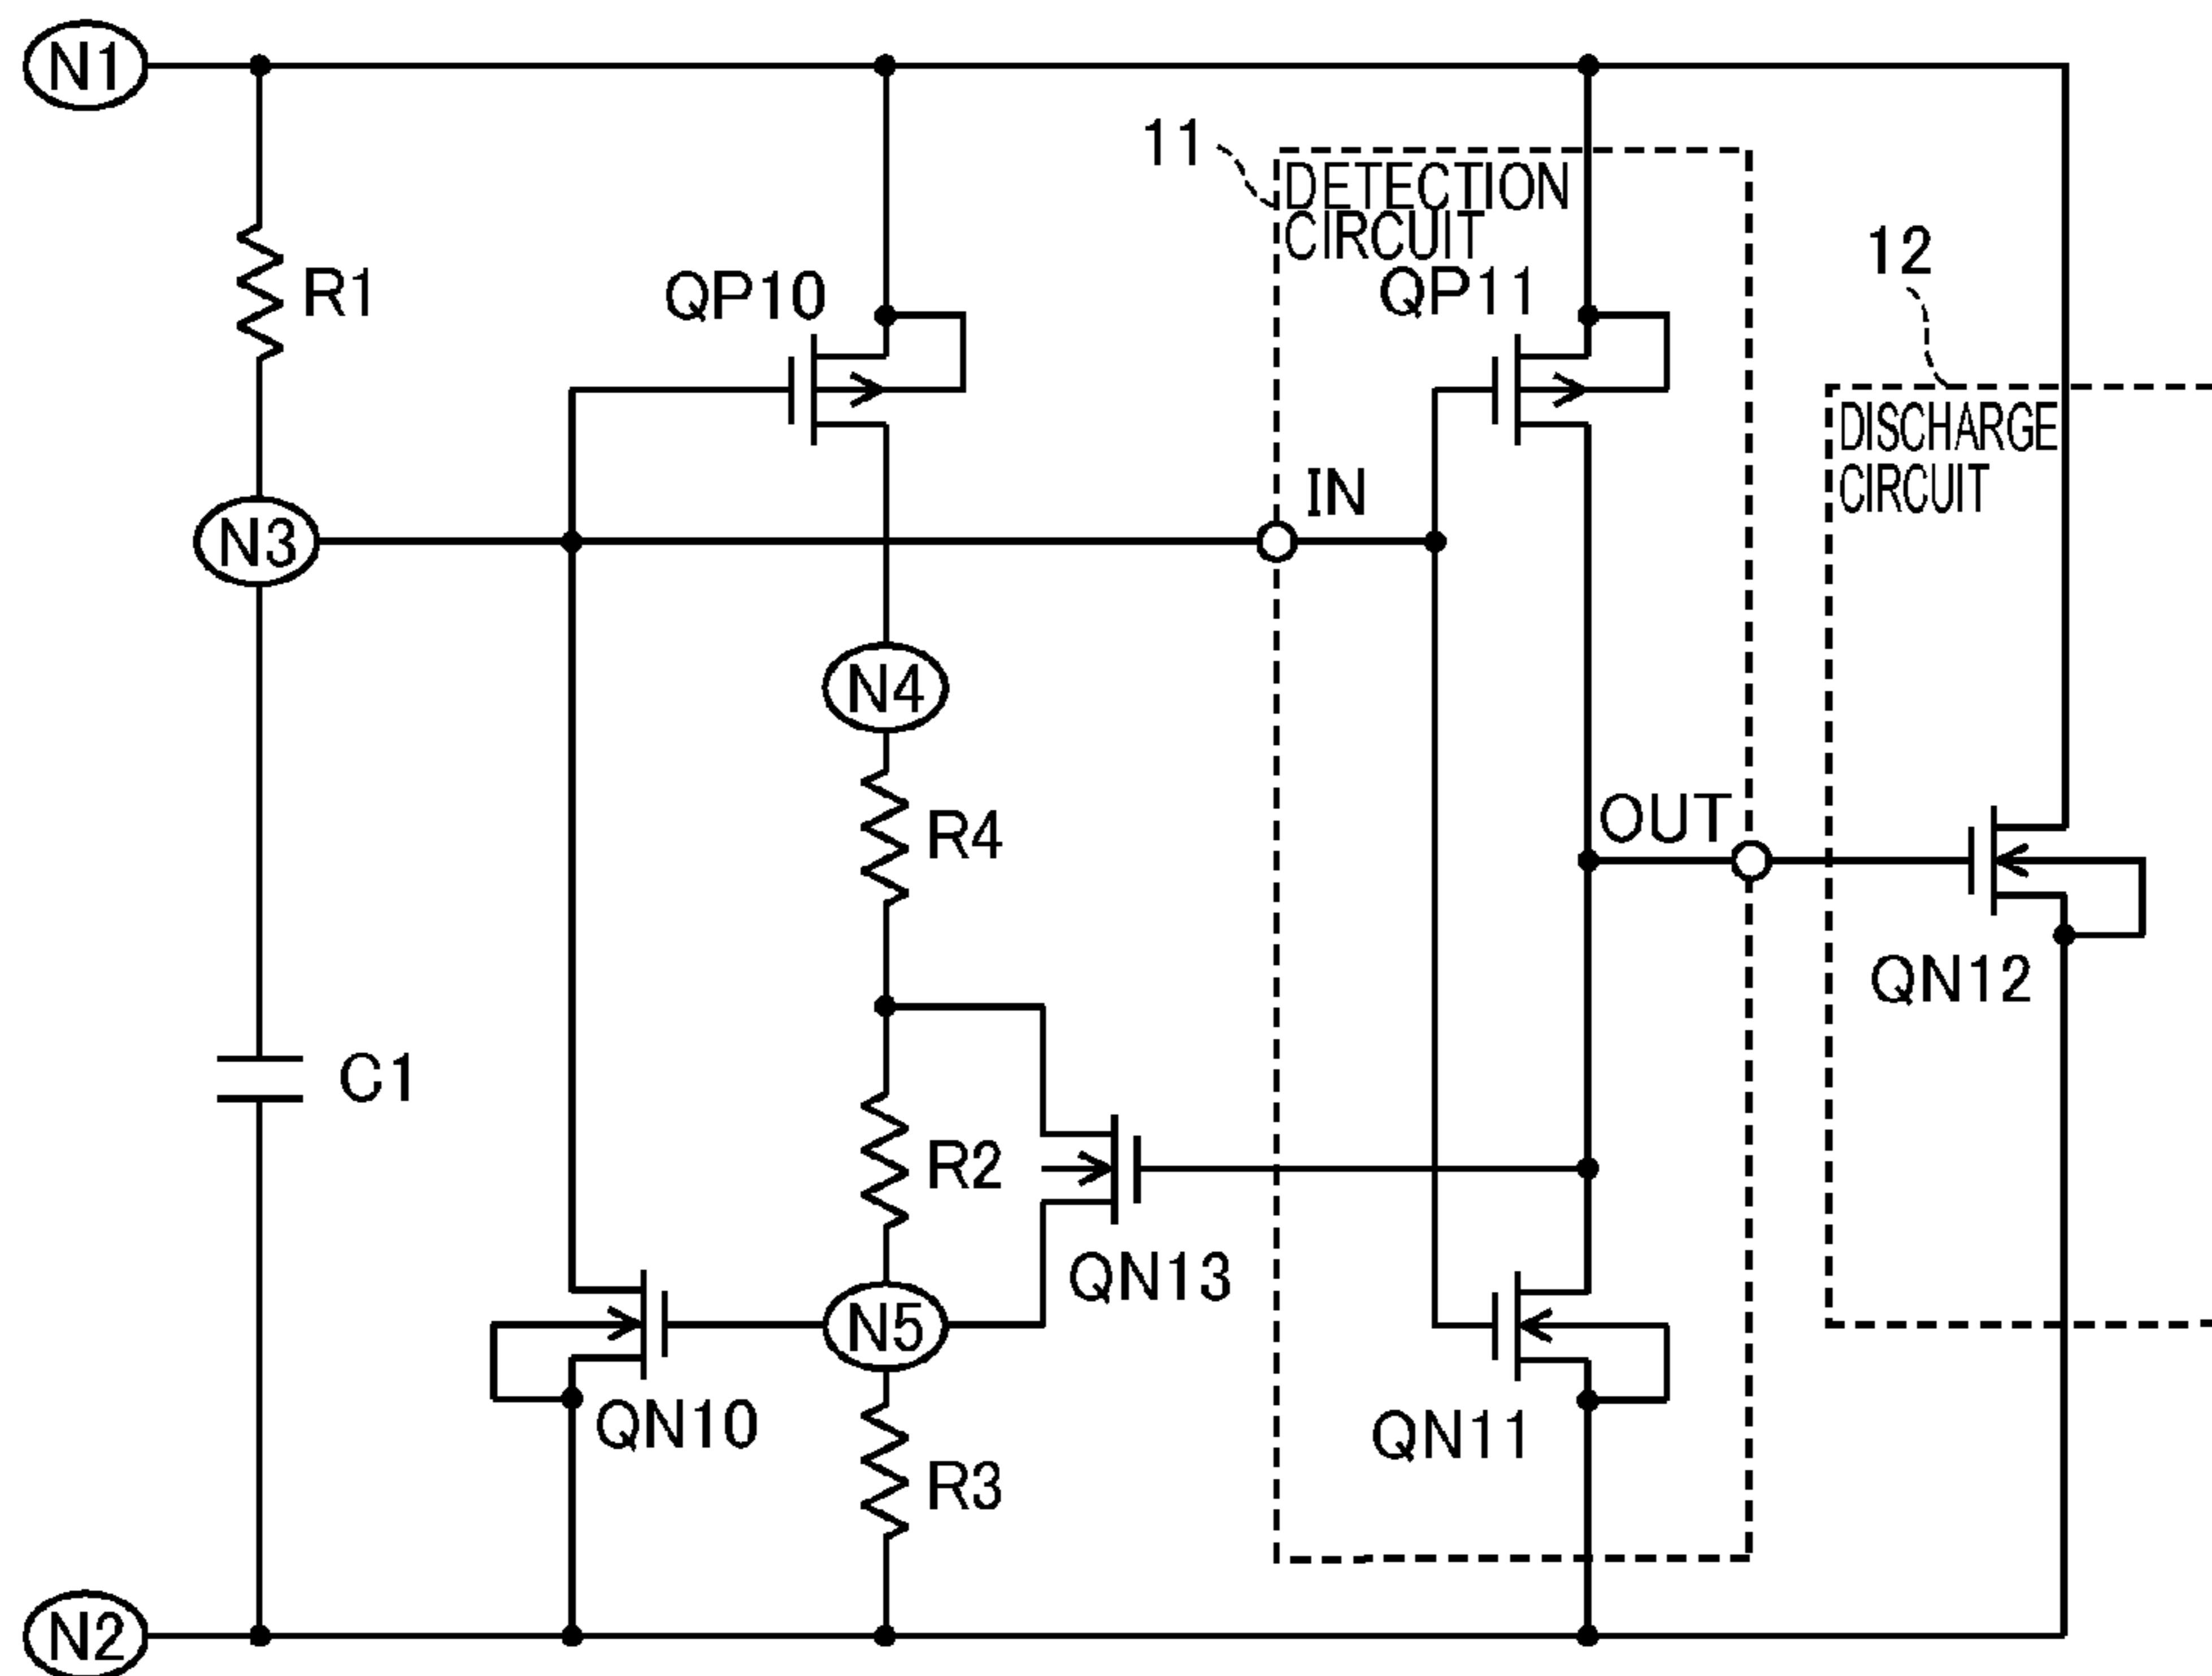 N1
11
DETECTION
CIRCUIT
12
R1
QP10
QP11
DISCHARGE
CIRCUIT
IN
N3
N4
R4
OUT
QN12
C1
R2
QN13
N5
QN10
QN11
R3
N2